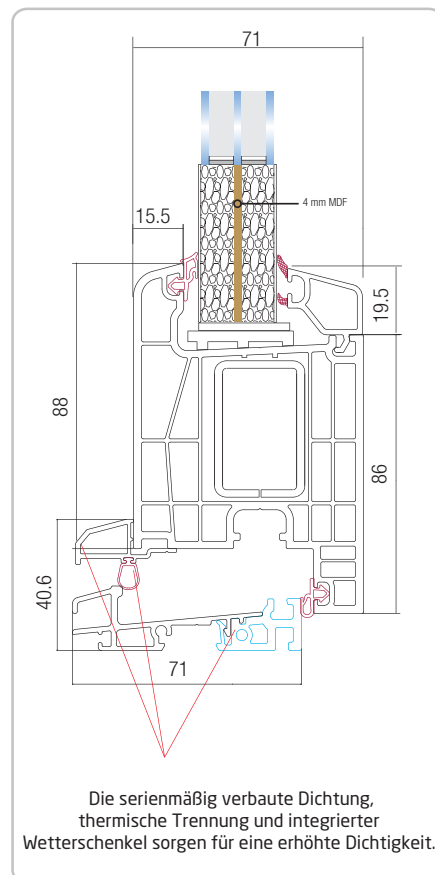 71
4 mm MDF
15.5
19.5
88
86
40.6
71
Die serienmäßig verbaute Dichtung,
thermische Trennung und integrierter
Wetterschenkel sorgen für eine erhöhte Dichtigkeit.